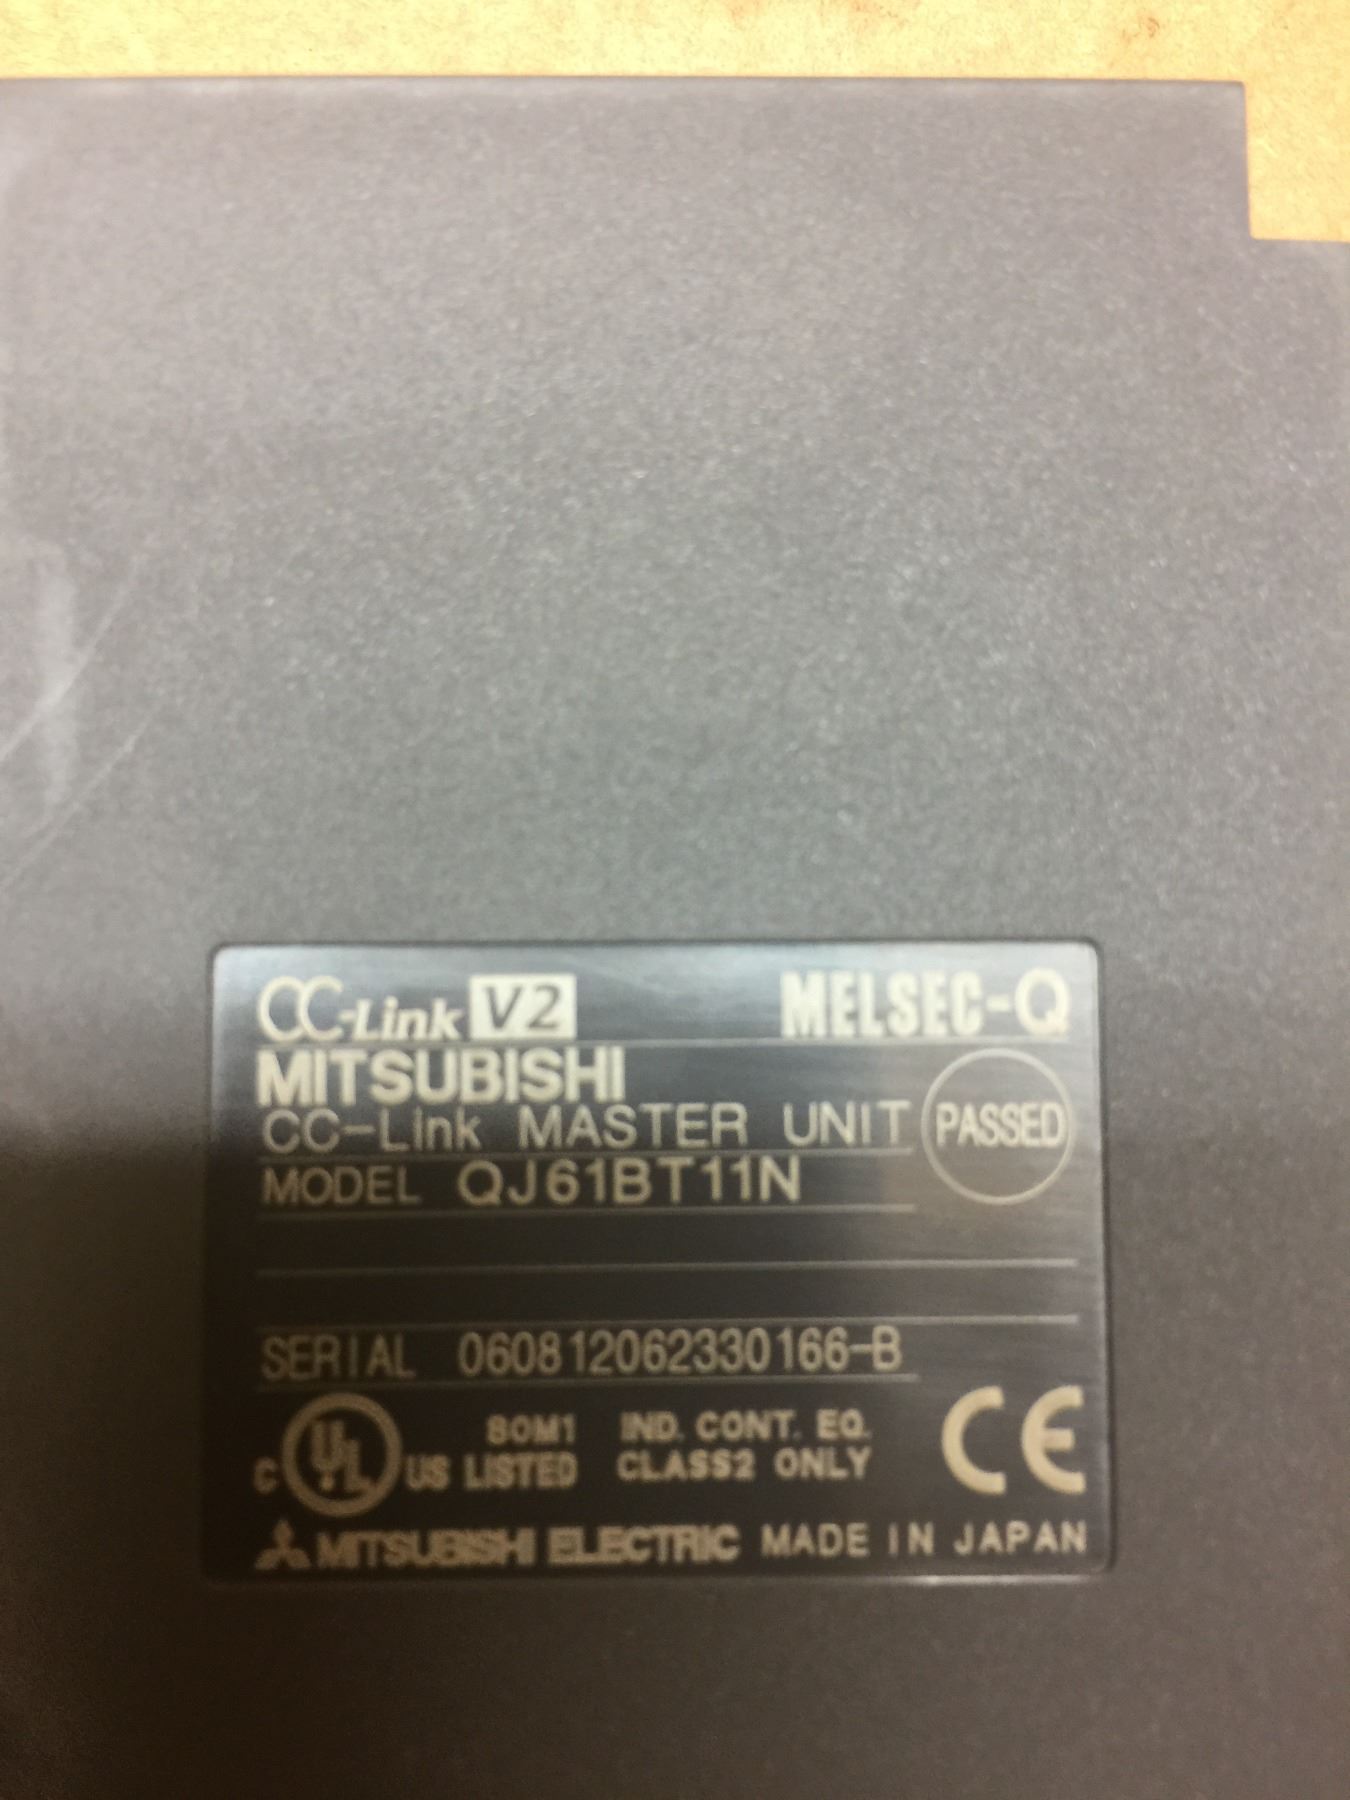 CC-Link V2 MELSEC-Q
MITSUBISHI
CC-Link MASTER UNIT PASSED
MODEL QJ61BT11N
SERIAL 060812062330166-B
C UL US LISTED 80M1 IND. CONT. EQ.
CLASS2 ONLY CE
MITSUBISHI ELECTRIC MADE IN JAPAN